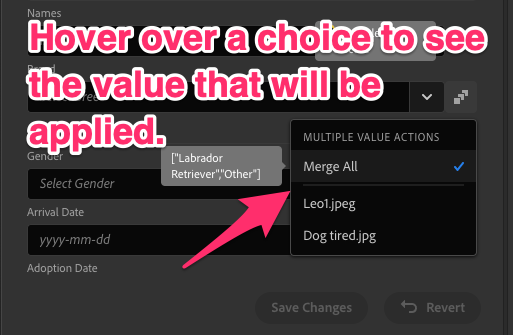 Names
Hover over a choice to see
the value that will be
applied.
Gender
["Labrador
Retriever","Other"]
Select Gender
Arrival Date
yyyy-mm-dd
Adoption Date
MULTIPLE VALUE ACTIONS
Merge All
Leo1.jpeg
Dog tired.jpg
Save Changes
Revert